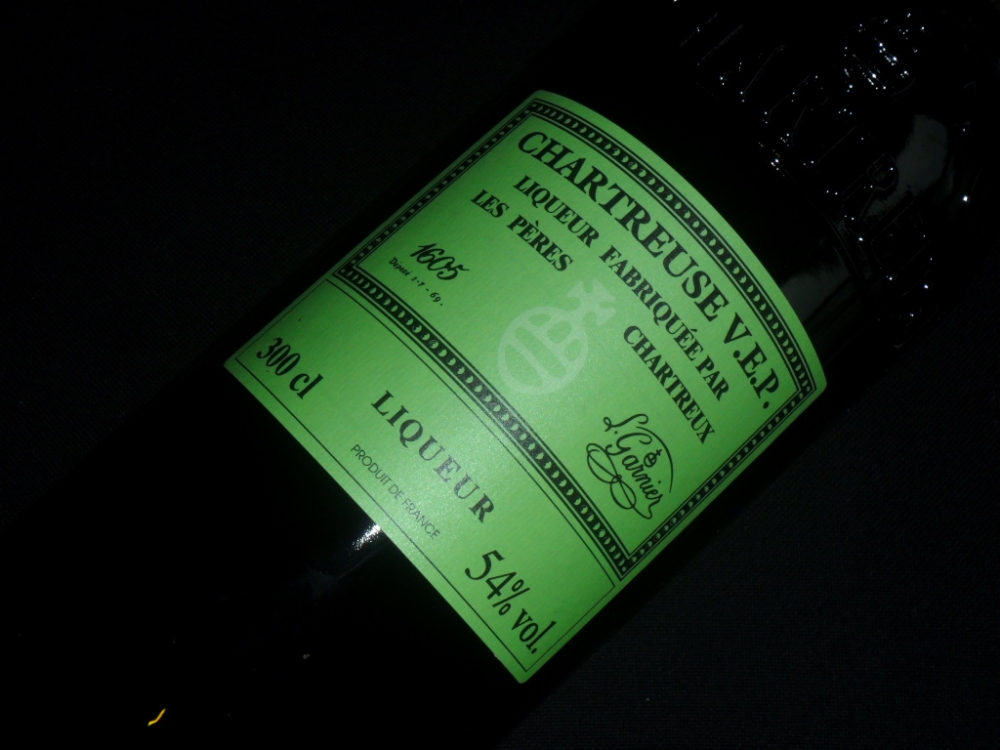 CHARTREUSE V.E.P.
LIQUEUR FABRIQUÉE PAR
LES PÈRES CHARTREUX
1605
L. Garnier
300 cl
LIQUEUR
54% vol.
PRODUIT DE FRANCE